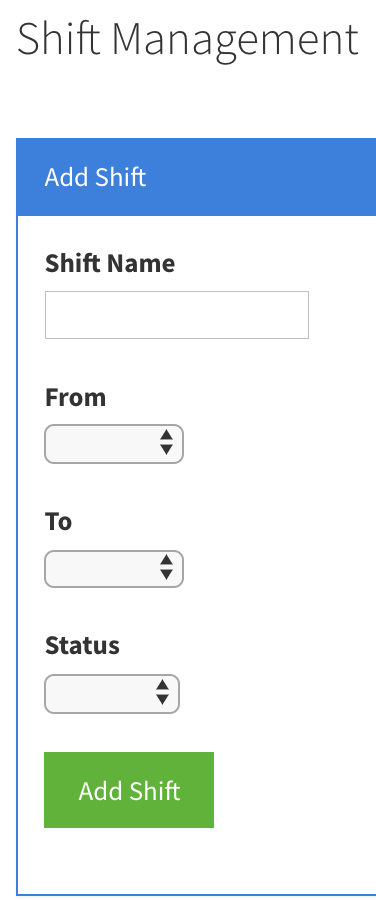 Shift Management
Add Shift
Shift Name
From
To
Status
Add Shift